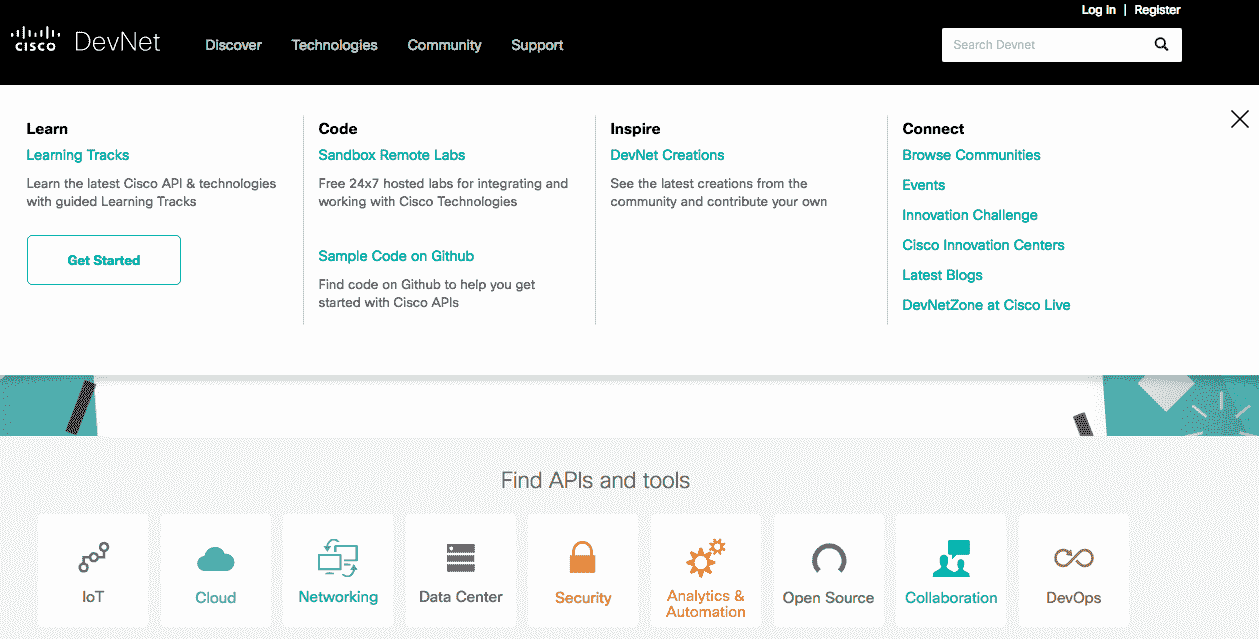 Log In | Register
CISCO DevNet
Discover Technologies Community Support
Search Devnet
Learn
Learning Tracks
Learn the latest Cisco API & technologies
with guided Learning Tracks
Get Started
Code
Sandbox Remote Labs
Free 24x7 hosted labs for integrating and
working with Cisco Technologies
Sample Code on Github
Find code on Github to help you get
started with Cisco APIs
Inspire
DevNet Creations
See the latest creations from the
community and contribute your own
Connect
Browse Communities
Events
Innovation Challenge
Cisco Innovation Centers
Latest Blogs
DevNetZone at Cisco Live
Find APIs and tools
IoT
Cloud
Networking
Data Center
Security
Analytics &
Automation
Open Source
Collaboration
DevOps